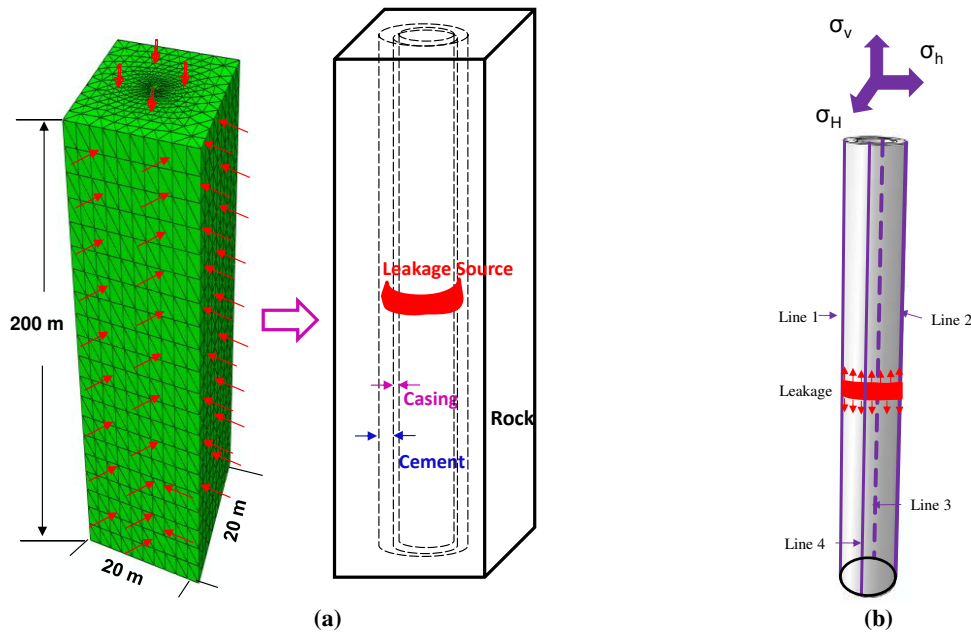 200 m
20 m
20 m
Leakage Source
Casing
Cement
Rock
(a)
σv
σh
σH
Line 1
Line 2
Leakage
Line 3
Line 4
(b)